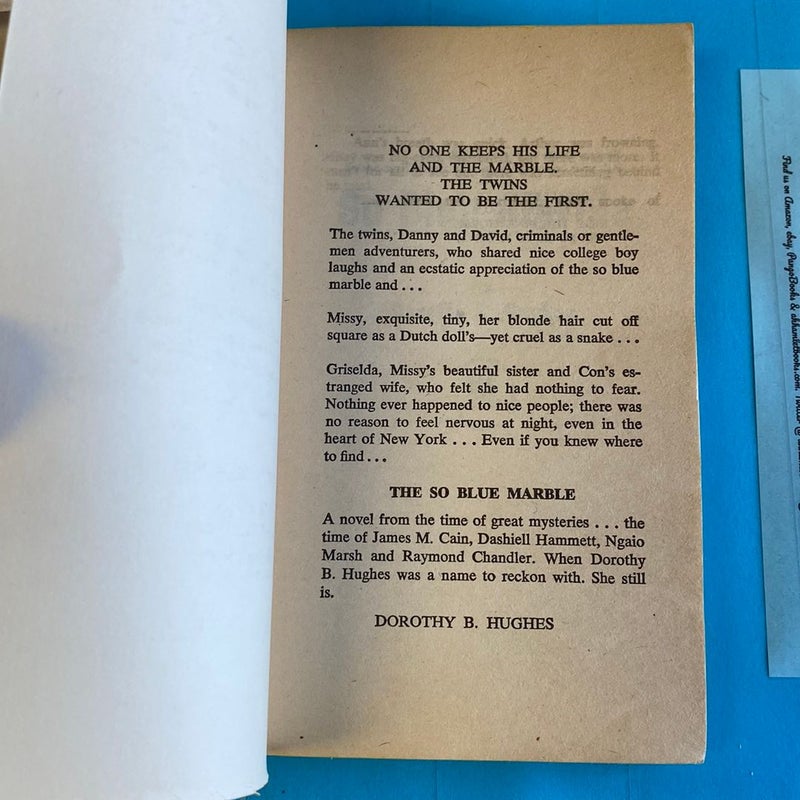 NO ONE KEEPS HIS LIFE
AND THE MARBLE.
THE TWINS
WANTED TO BE THE FIRST.
The twins, Danny and David, criminals or gentle-
men adventurers, who shared nice college boy
laughs and an ecstatic appreciation of the so blue
marble and . . .
Missy, exquisite, tiny, her blonde hair cut off
square as a Dutch doll's—yet cruel as a snake . . .
Griselda, Missy's beautiful sister and Con's es-
tranged wife, who felt she had nothing to fear.
Nothing ever happened to nice people; there was
no reason to feel nervous at night, even in the
heart of New York . . . Even if you knew where
to find . . .
THE SO BLUE MARBLE
A novel from the time of great mysteries . . . the
time of James M. Cain, Dashiell Hammett, Ngaio
Marsh and Raymond Chandler. When Dorothy
B. Hughes was a name to reckon with. She still
is.
DOROTHY B. HUGHES
Find us on Amazon, ebay, PangoBooks &